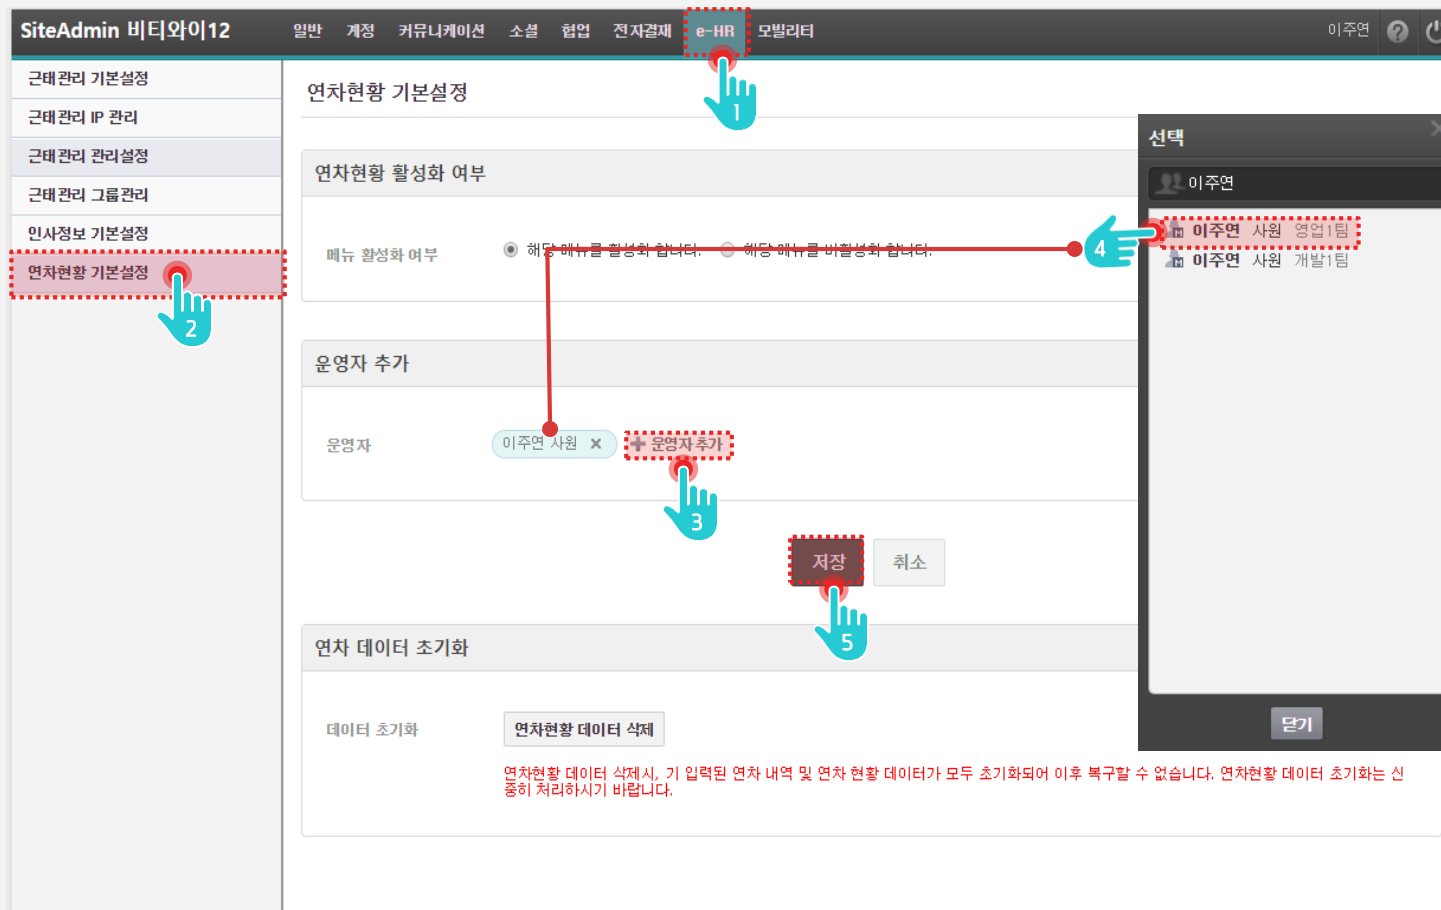 SiteAdmin 비티와이12
일반 계정 커뮤니케이션 소셜 협업 전자결재 e-HR 모빌리티
이주연 ?
근태관리 기본설정
근태관리 IP 관리
근태관리 관리설정
근태관리 그룹관리
인사정보 기본설정
연차현황 기본설정
1
2
연차현황 기본설정
연차현황 활성화 여부
메뉴 활성화 여부
해당 메뉴를 활성화 합니다. 해당 메뉴를 비활성화 합니다.
운영자 추가
운영자
이주연 사원 ×
+ 운영자 추가
3
저장 취소
5
연차 데이터 초기화
데이터 초기화
연차현황 데이터 삭제
연차현황 데이터 삭제시, 기 입력된 연차 내역 및 연차 현황 데이터가 모두 초기화되어 이후 복구할 수 없습니다. 연차현황 데이터 초기화는 신
중히 처리하시기 바랍니다.
선택
이주연
4
이주연 사원 영업1팀
이주연 사원 개발1팀
닫기